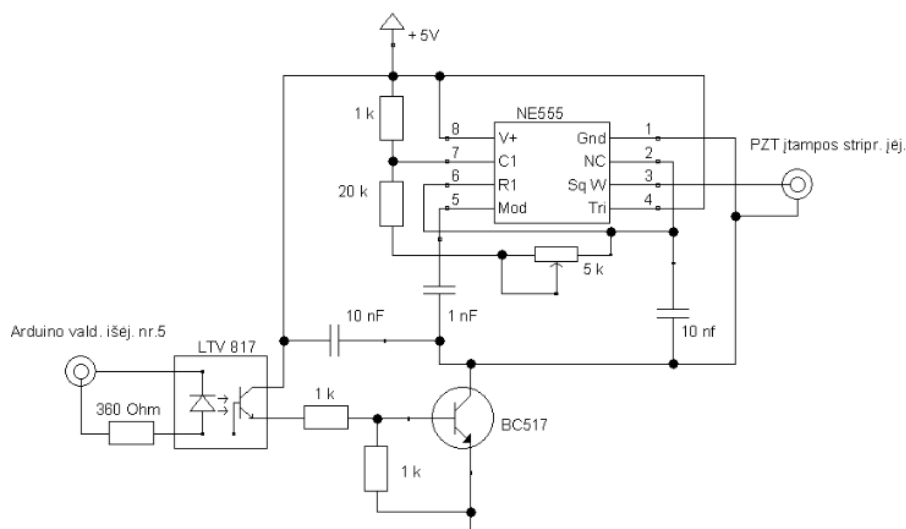 + 5V
1 k
NE555
8
V+
Gnd
1
7
C1
NC
2
PZT įtampos stripr. įėj.
20 k
6
R1
Sq W
3
5
Mod
Tri
4
5 k
10 nF
1 nF
10 nf
Arduino vald. išėj. nr.5
LTV 817
360 Ohm
1 k
BC517
1 k